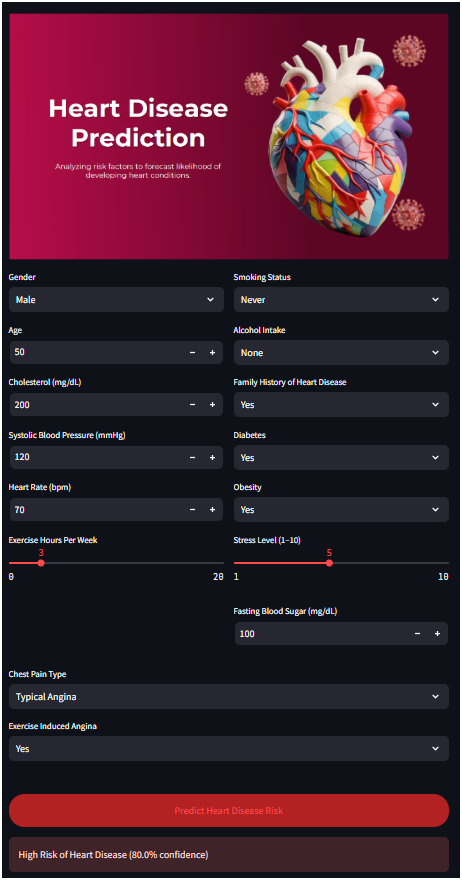 Heart Disease
Prediction
Analyzing risk factors to forecast likelihood of
developing heart conditions.
Gender
Male
Smoking Status
Never
Age
50
Alcohol Intake
None
Cholesterol (mg/dL)
200
Family History of Heart Disease
Yes
Systolic Blood Pressure (mmHg)
120
Diabetes
Yes
Heart Rate (bpm)
70
Obesity
Yes
Exercise Hours Per Week
3
0 20
Stress Level (1–10)
5
1 10
Fasting Blood Sugar (mg/dL)
100
Chest Pain Type
Typical Angina
Exercise Induced Angina
Yes
Predict Heart Disease Risk
High Risk of Heart Disease (80.0% confidence)